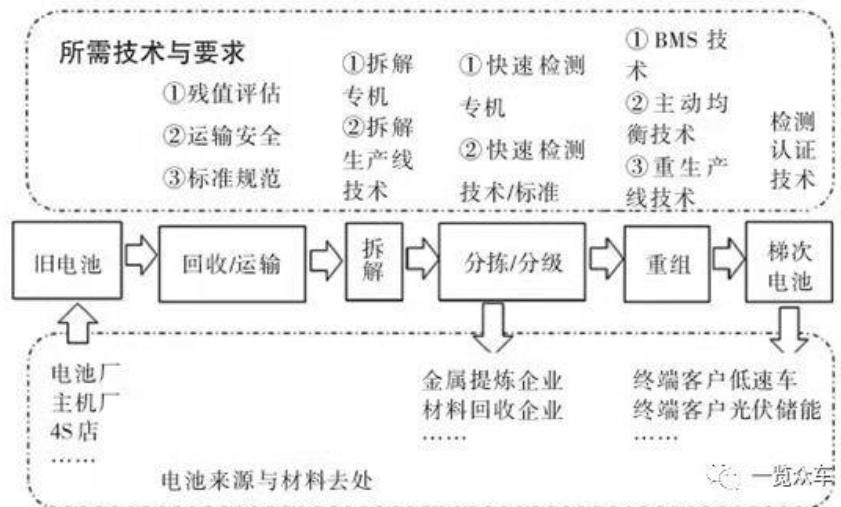 所需技术与要求
①残值评估
②运输安全
③标准规范
①拆解
专机
②拆解
生产线
技术
①快速检测
专机
②快速检测
技术/标准
①BMS 技
术
②主动均
衡技术
③重生产
线技术
检测
认证
技术
旧电池
回收/运输
拆
解
分拣/分级
重组
梯次
电池
电池厂
主机厂
4S店
……
金属提炼企业
材料回收企业
……
终端客户低速车
终端客户光伏储能
……
电池来源与材料去处
一览众车